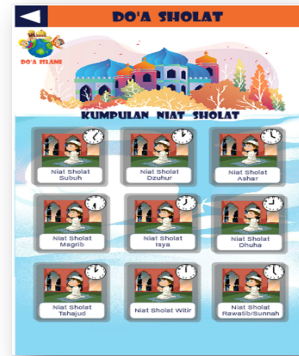 DO'A SHOLAT
DO'A ISLAMI
KUMPULAN NIAT SHOLAT
Niat Sholat
Subuh
Niat Sholat
Dzuhur
Niat Sholat
Ashar
Niat Sholat
Magrib
Niat Sholat
Isya
Niat Sholat
Dhuha
Niat Sholat
Tahajud
Niat Sholat Witir
Niat Sholat
Rawatib/Sunnah